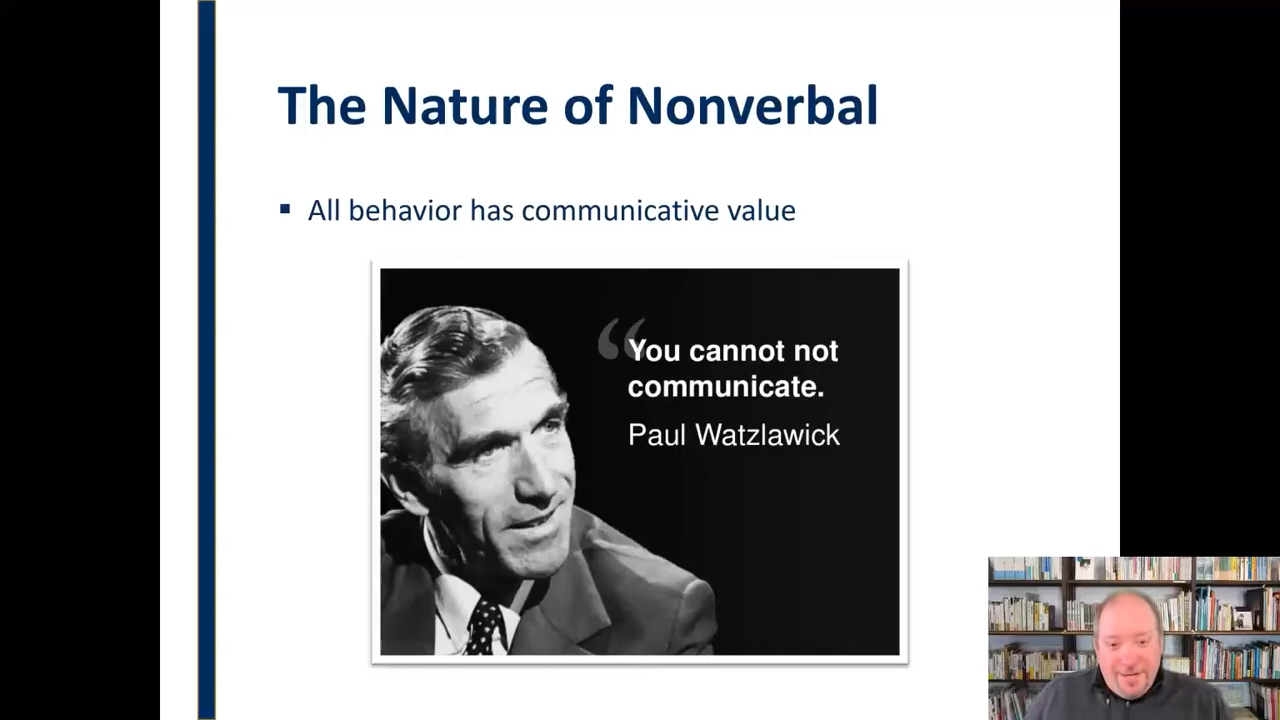 The Nature of Nonverbal
▪ All behavior has communicative value
“You cannot not
communicate.
Paul Watzlawick